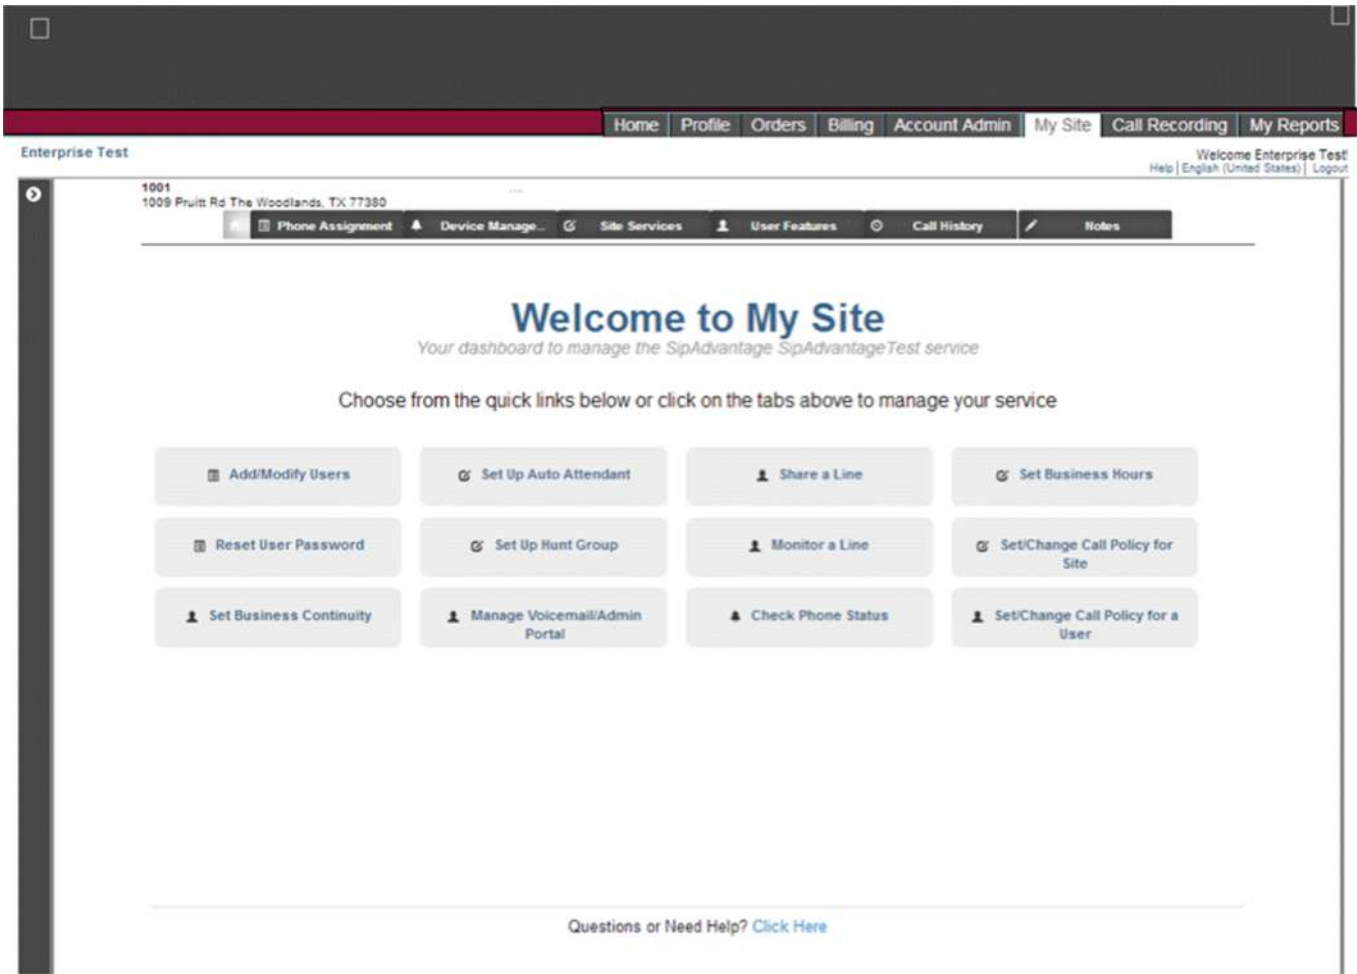 Home Profile Orders Billing Account Admin My Site Call Recording My Reports
Enterprise Test
Welcome Enterprise Test!
Help | English (United States) | Logout
1001
1009 Pruitt Rd The Woodlands, TX 77380
Phone Assignment Device Manage... Site Services User Features Call History Notes
Welcome to My Site
Your dashboard to manage the SipAdvantage SipAdvantageTest service
Choose from the quick links below or click on the tabs above to manage your service
Add/Modify Users Set Up Auto Attendant Share a Line Set Business Hours
Reset User Password Set Up Hunt Group Monitor a Line Set/Change Call Policy for
Site
Set Business Continuity Manage Voicemail/Admin Check Phone Status Set/Change Call Policy for a
Portal User
Questions or Need Help? Click Here